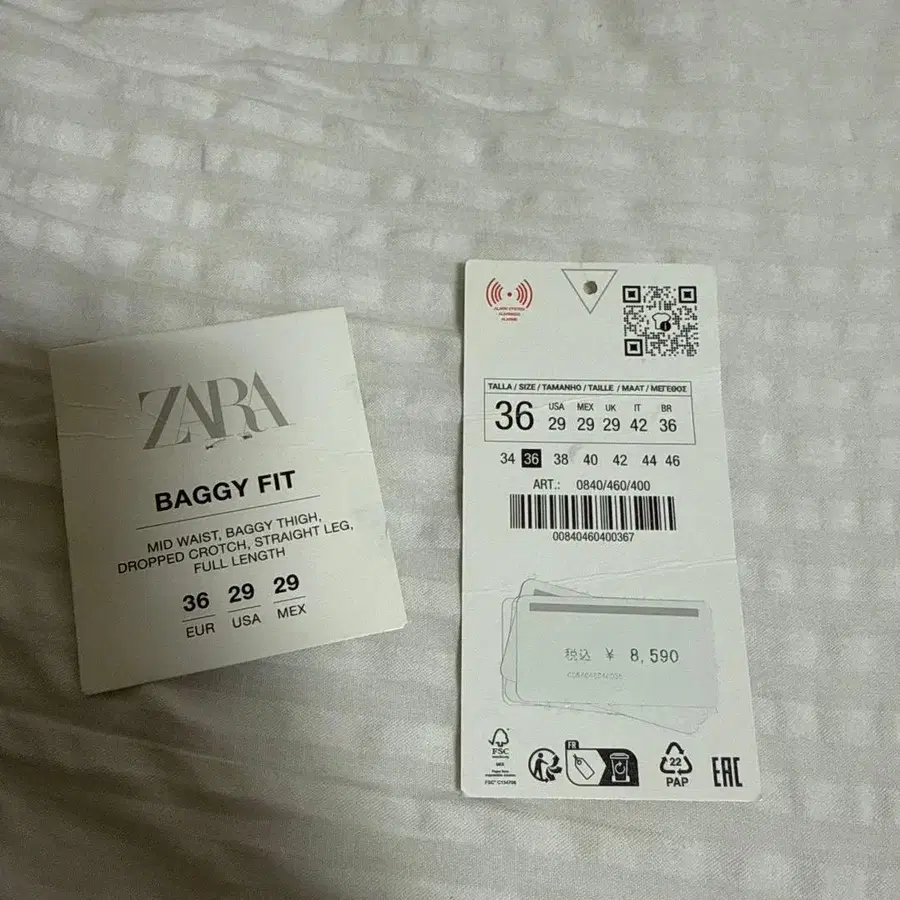 ZARA
BAGGY FIT
MID WAIST, BAGGY THIGH,
DROPPED CROTCH, STRAIGHT LEG,
FULL LENGTH
36 29 29
EUR USA MEX
TALLA / SIZE / TAMANHO / TAILLE / MAAT / ΜΕΓΕΘΟΣ
USA MEX UK IT BR
36 29 29 29 42 36
34 36 38 40 42 44 46
ART.: 0840/460/400
00840460400367
税込 ¥ 8,590
FSC
MIX
FR
22
PAP
EAC